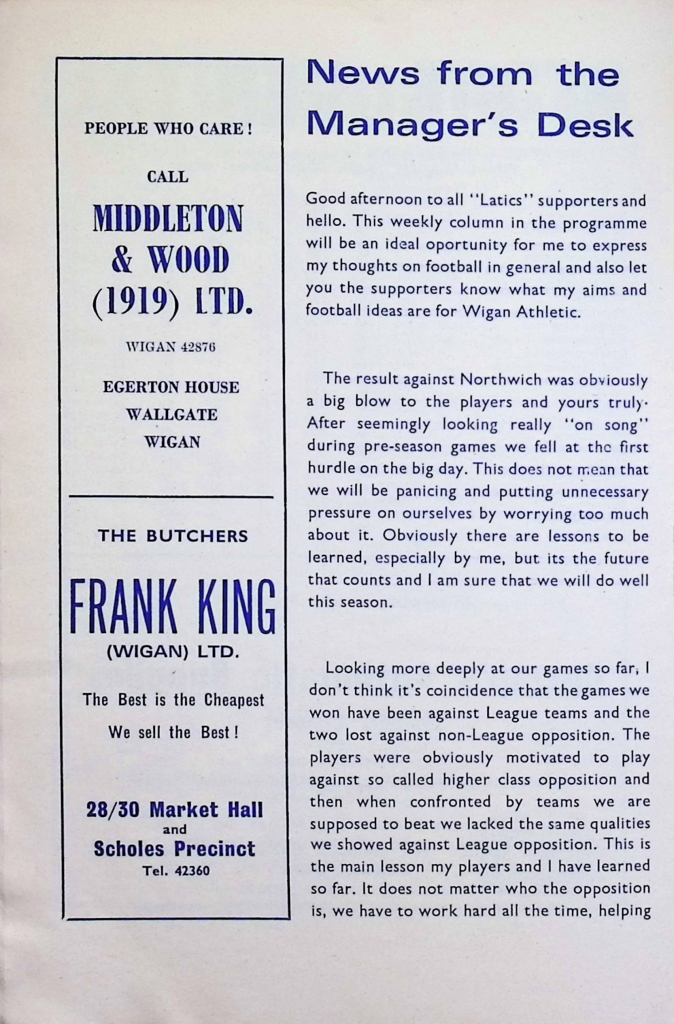 PEOPLE WHO CARE!
CALL
MIDDLETON
& WOOD
(1919) LTD.
WIGAN 42876
EGERTON HOUSE
WALLGATE
WIGAN
THE BUTCHERS
FRANK KING
(WIGAN) LTD.
The Best is the Cheapest
We sell the Best!
28/30 Market Hall
and
Scholes Precinct
Tel. 42360
News from the
Manager's Desk
Good afternoon to all "Latics" supporters and
hello. This weekly column in the programme
will be an ideal oportunity for me to express
my thoughts on football in general and also let
you the supporters know what my aims and
football ideas are for Wigan Athletic.
The result against Northwich was obviously
a big blow to the players and yours truly.
After seemingly looking really "on song"
during pre-season games we fell at the first
hurdle on the big day. This does not mean that
we will be panicing and putting unnecessary
pressure on ourselves by worrying too much
about it. Obviously there are lessons to be
learned, especially by me, but its the future
that counts and I am sure that we will do well
this season.
Looking more deeply at our games so far, I
don't think it's coincidence that the games we
won have been against League teams and the
two lost against non-League opposition. The
players were obviously motivated to play
against so called higher class opposition and
then when confronted by teams we are
supposed to beat we lacked the same qualities
we showed against League opposition. This is
the main lesson my players and I have learned
so far. It does not matter who the opposition
is, we have to work hard all the time, helping